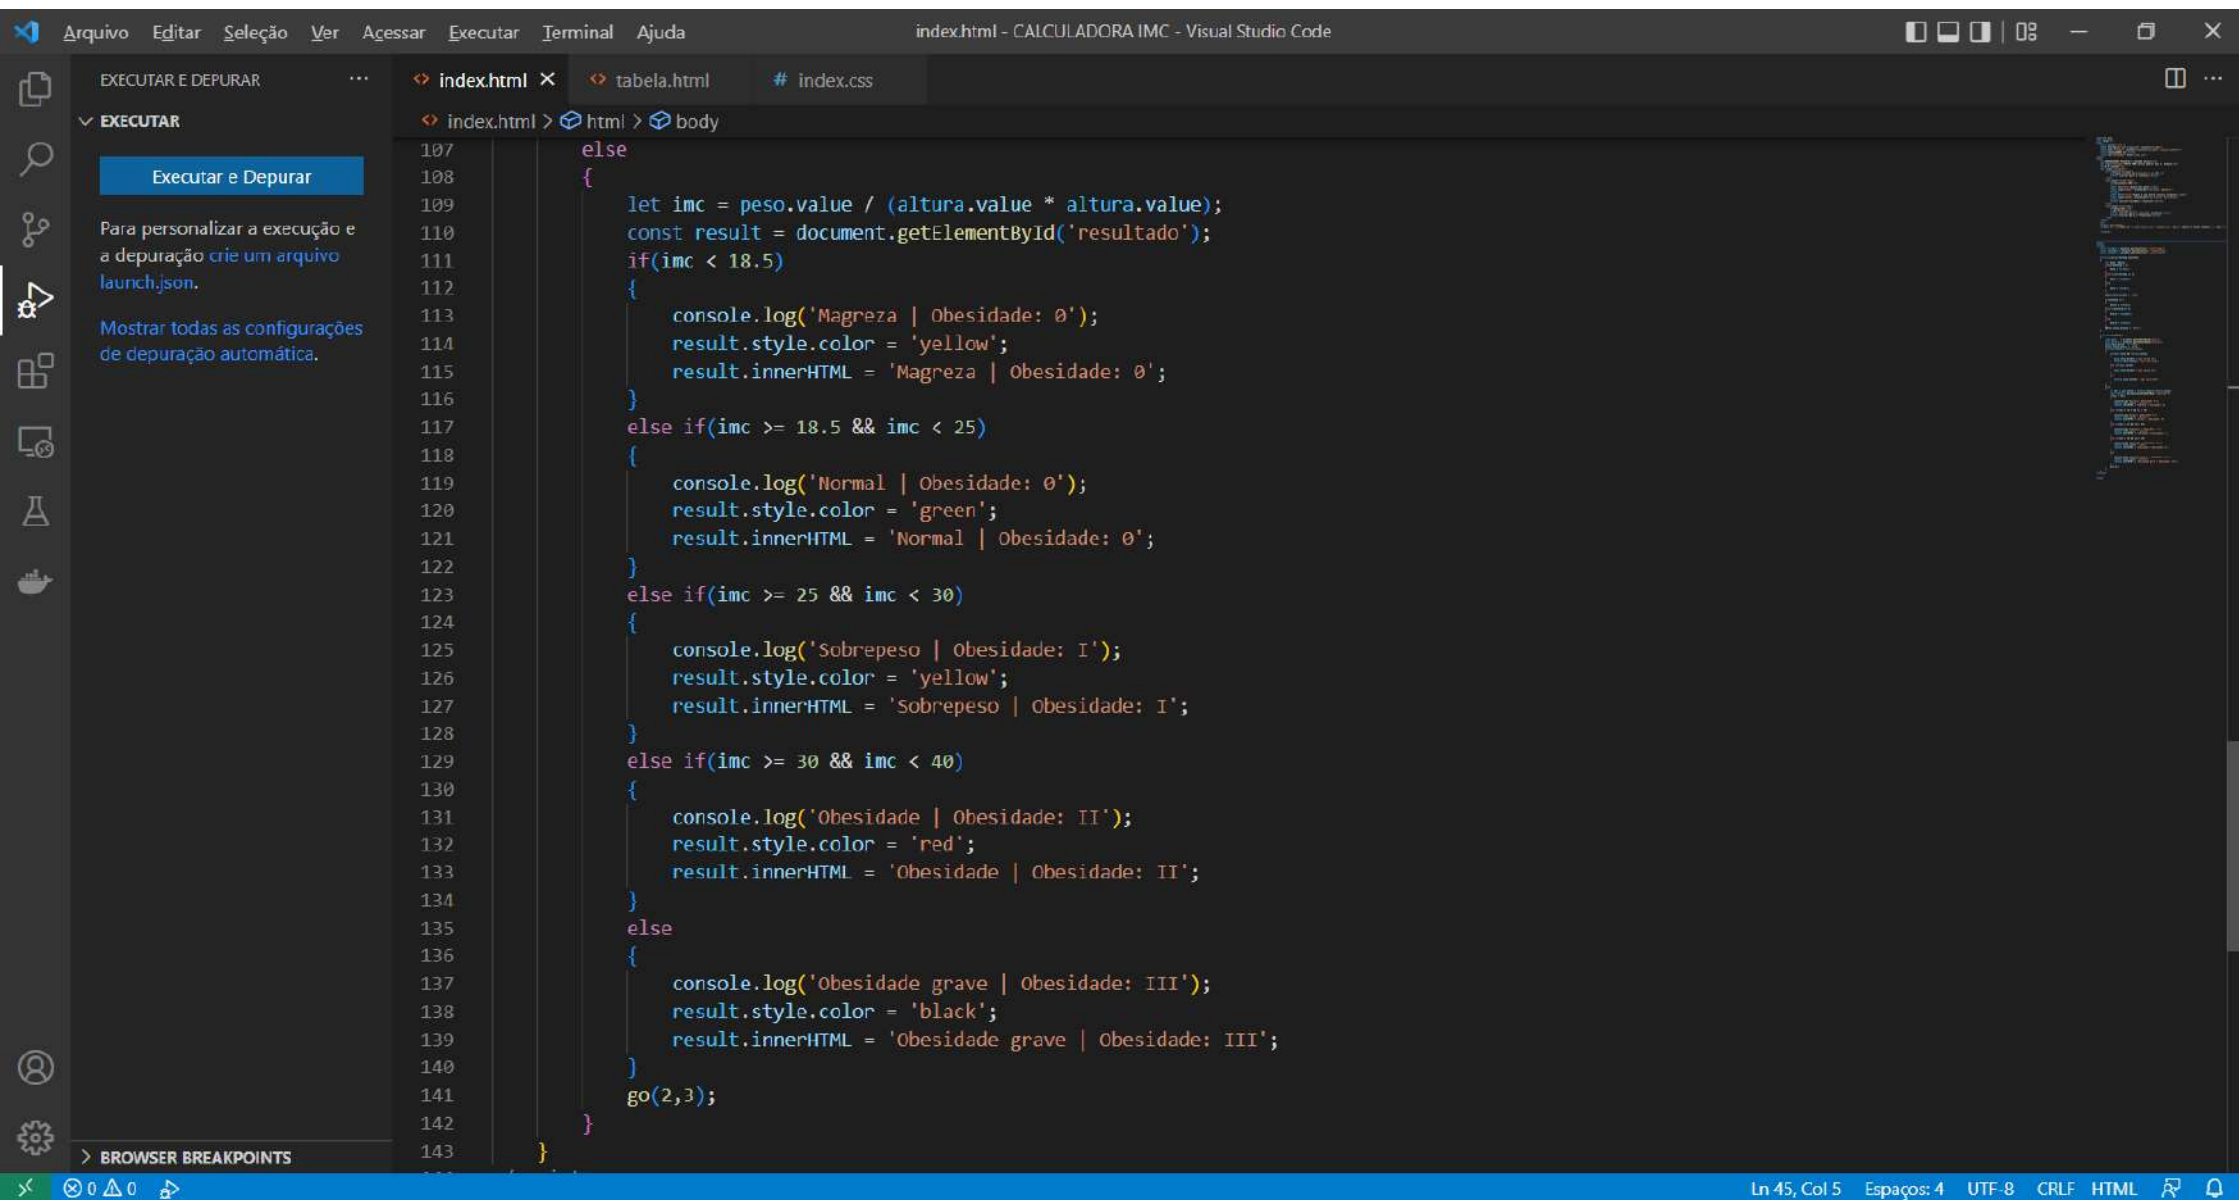 Arquivo Editar Seleção Ver Acessar Executar Terminal Ajuda
index.html - CALCULADORA IMC - Visual Studio Code
EXECUTAR E DEPURAR
index.html tabela.html # index.css
EXECUTAR
index.html > html > body
Executar e Depurar
Para personalizar a execução e
a depuração crie um arquivo
launch.json.
Mostrar todas as configurações
de depuração automática.
107 else
108 {
109 let imc = peso.value / (altura.value * altura.value);
110 const result = document.getElementById('resultado');
111 if(imc < 18.5)
112 {
113 console.log('Magreza | Obesidade: 0');
114 result.style.color = 'yellow';
115 result.innerHTML = 'Magreza | Obesidade: 0';
116 }
117 else if(imc >= 18.5 && imc < 25)
118 {
119 console.log('Normal | Obesidade: 0');
120 result.style.color = 'green';
121 result.innerHTML = 'Normal | Obesidade: 0';
122 }
123 else if(imc >= 25 && imc < 30)
124 {
125 console.log('Sobrepeso | Obesidade: I');
126 result.style.color = 'yellow';
127 result.innerHTML = 'Sobrepeso | Obesidade: I';
128 }
129 else if(imc >= 30 && imc < 40)
130 {
131 console.log('Obesidade | Obesidade: II');
132 result.style.color = 'red';
133 result.innerHTML = 'Obesidade | Obesidade: II';
134 }
135 else
136 {
137 console.log('Obesidade grave | Obesidade: III');
138 result.style.color = 'black';
139 result.innerHTML = 'Obesidade grave | Obesidade: III';
140 }
141 go(2,3);
142 }
143 }
BROWSER BREAKPOINTS
0 0
Ln 45, Col 5 Espaços: 4 UTF-8 CRLF HTML